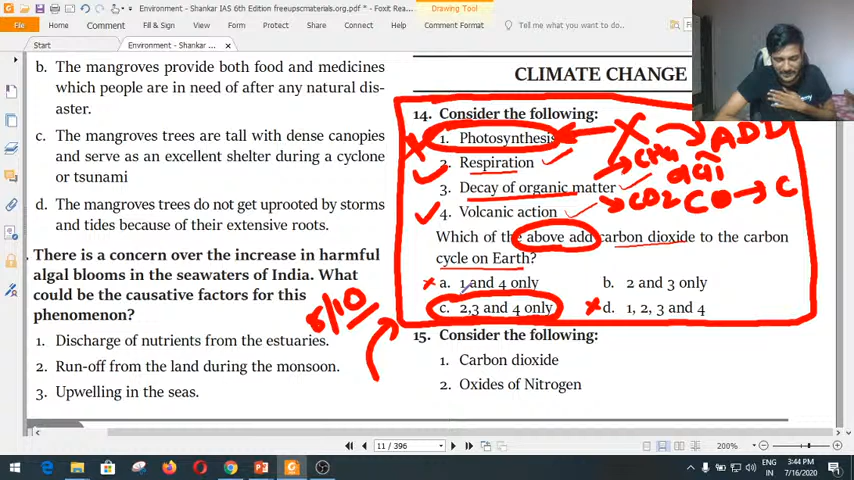 Environment - Shankar IAS 6th Edition freeupscmaterials.org.pdf * - Foxit Rea...
Drawing Tool
File
Home
Comment
Fill & Sign
Form
Comment Format
Tell me what you want to do...
Start
Environment - Shankar IAS 6th ...
b. The mangroves provide both food and medicines
which people are in need of after any natural dis-
aster.
c. The mangroves trees are tall with dense canopies
and serve as an excellent shelter during a cyclone
or tsunami
d. The mangroves trees do not get uprooted by storms
and tides because of their extensive roots.
There is a concern over the increase in harmful
algal blooms in the seawaters of India. What
could be the causative factors for this
phenomenon?
8/10
1. Discharge of nutrients from the estuaries.
2. Run-off from the land during the monsoon.
3. Upwelling in the seas.
CLIMATE CHANGE
14. Consider the following:
1. Photosynthesis
X ADD
2. Respiration
CH4
3. Decay of organic matter
CO2 CO → C
4. Volcanic action
Which of the above add carbon dioxide to the carbon
cycle on Earth?
a. 1 and 4 only
b. 2 and 3 only
c. 2,3 and 4 only
d. 1, 2, 3 and 4
15. Consider the following:
1. Carbon dioxide
2. Oxides of Nitrogen
11 / 396
200%
ENG
IN
3:44 PM
7/16/2020